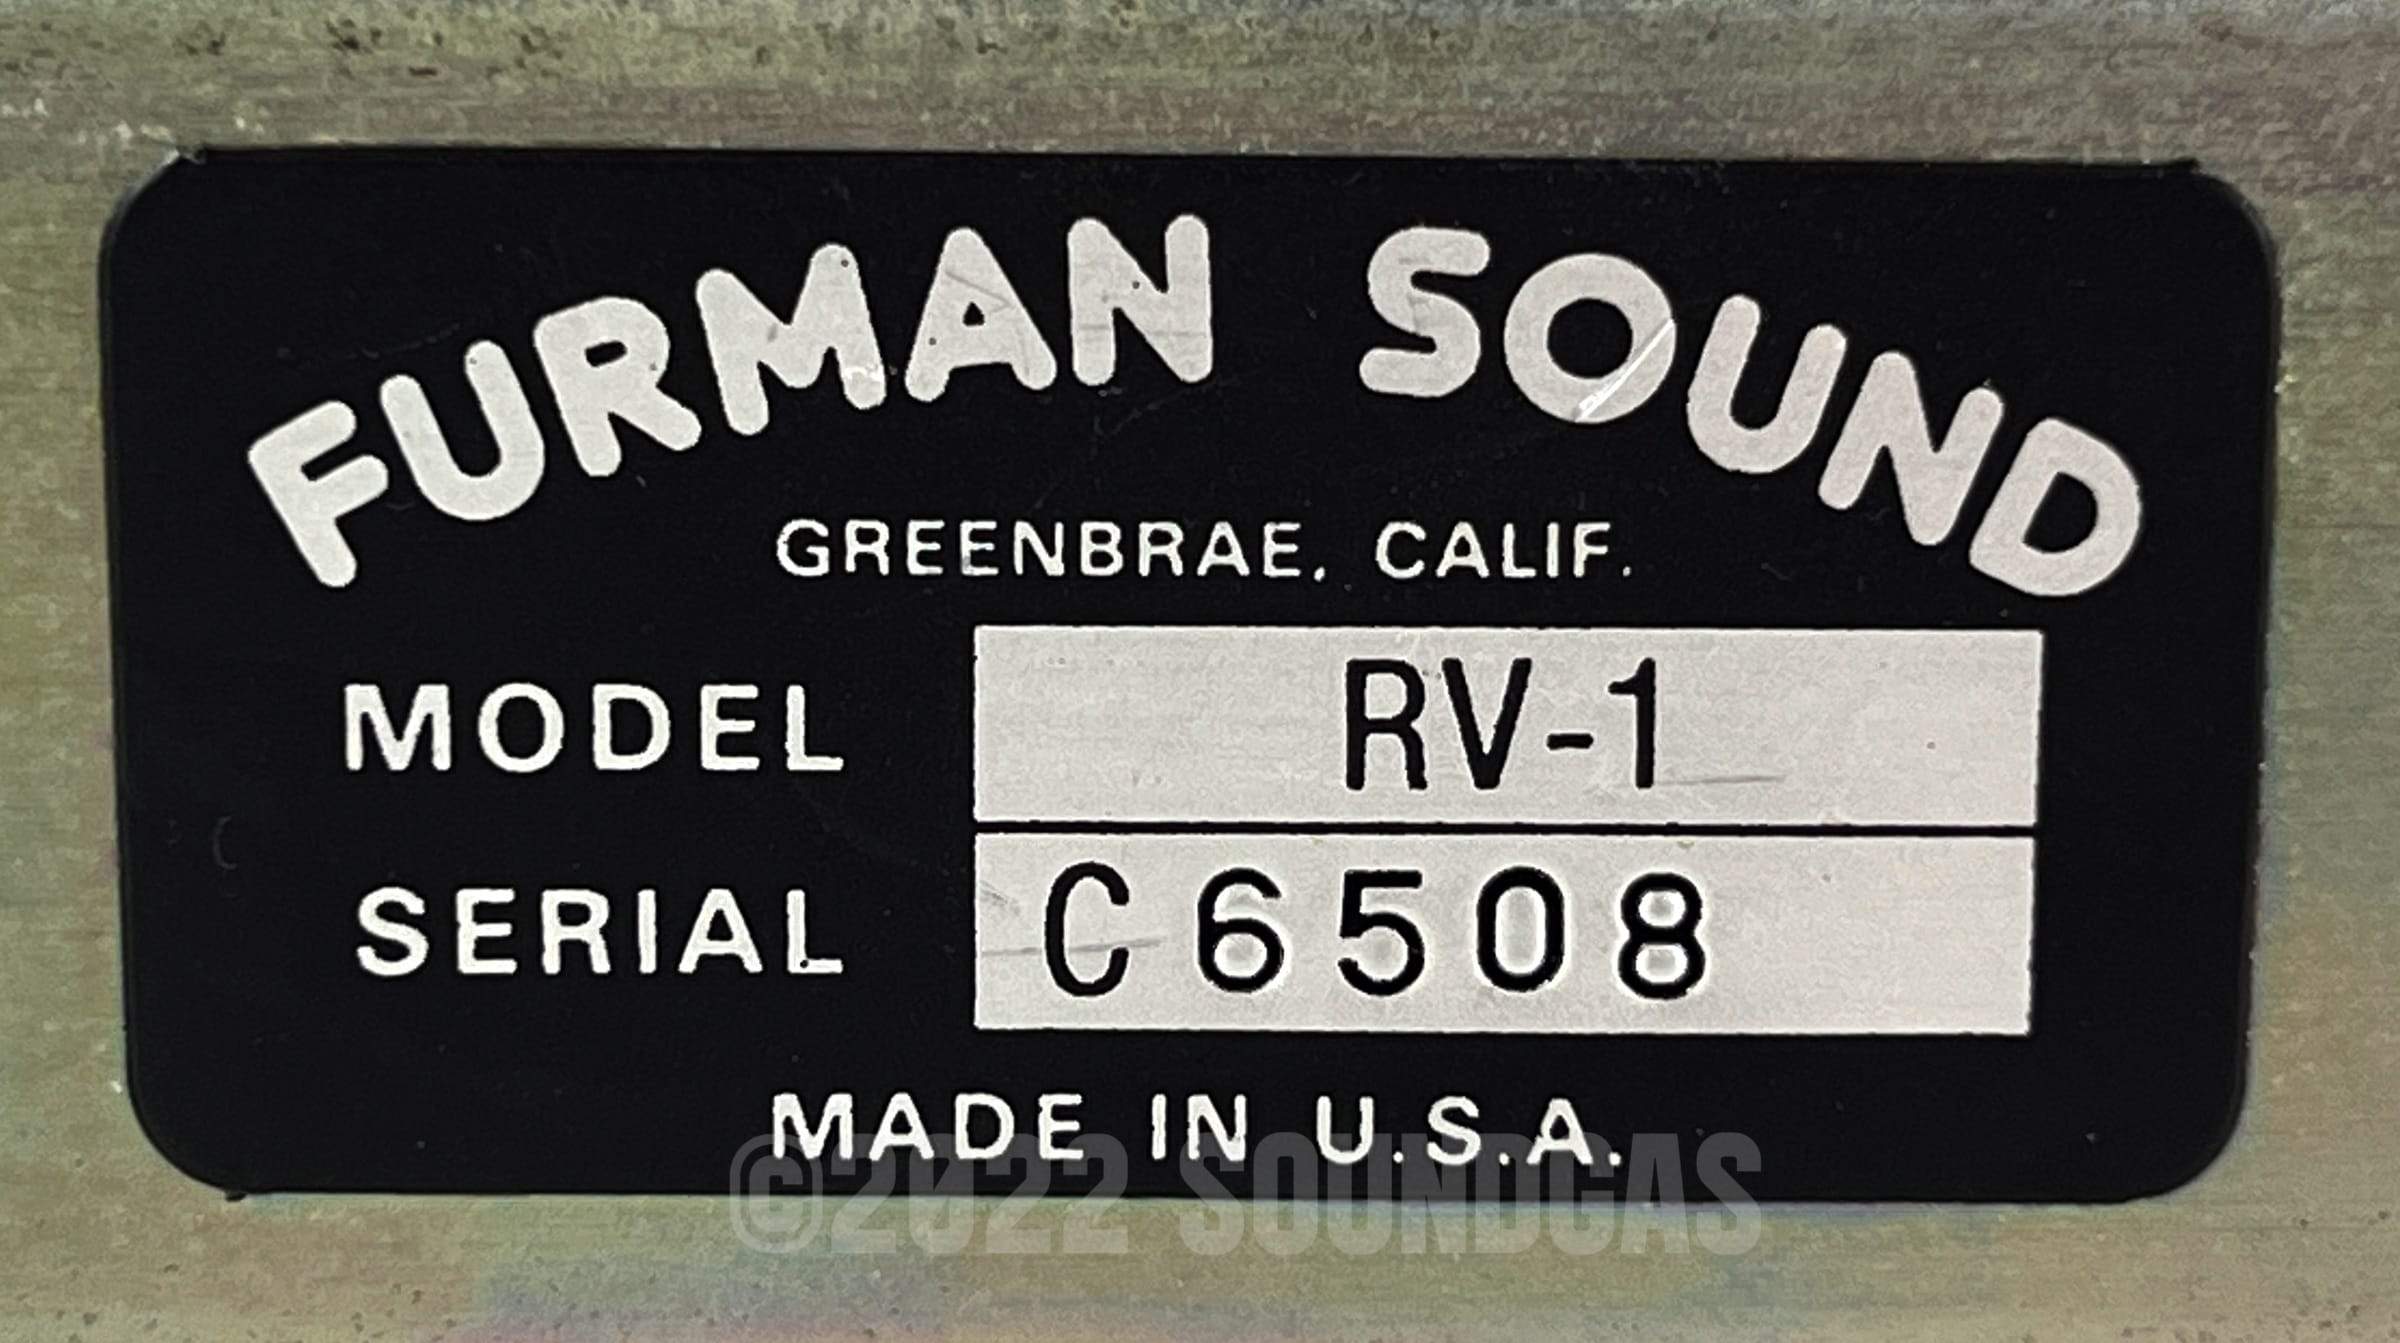 FURMAN SOUND
GREENBRAE, CALIF.
MODEL RV-1
SERIAL C6508
MADE IN U.S.A.
©2022 SOUNDGAS